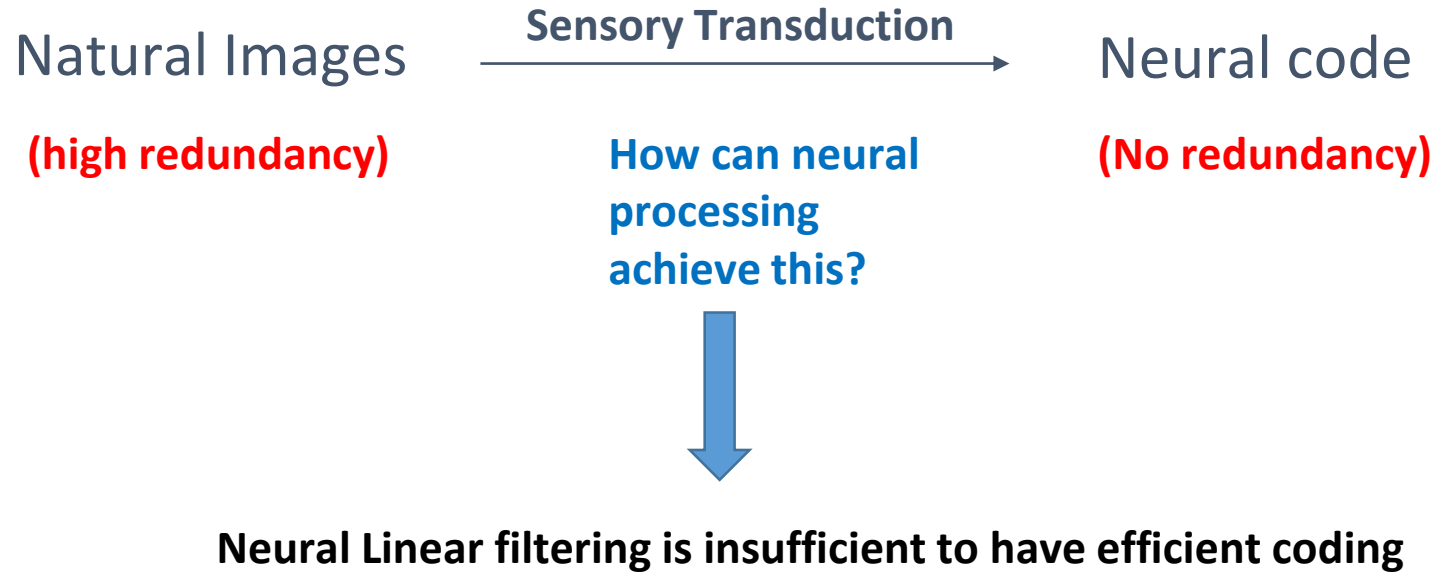 Sensory Transduction
Natural Images
Neural code
(high redundancy)
How can neural
processing
achieve this?
(No redundancy)
Neural Linear filtering is insufficient to have efficient coding